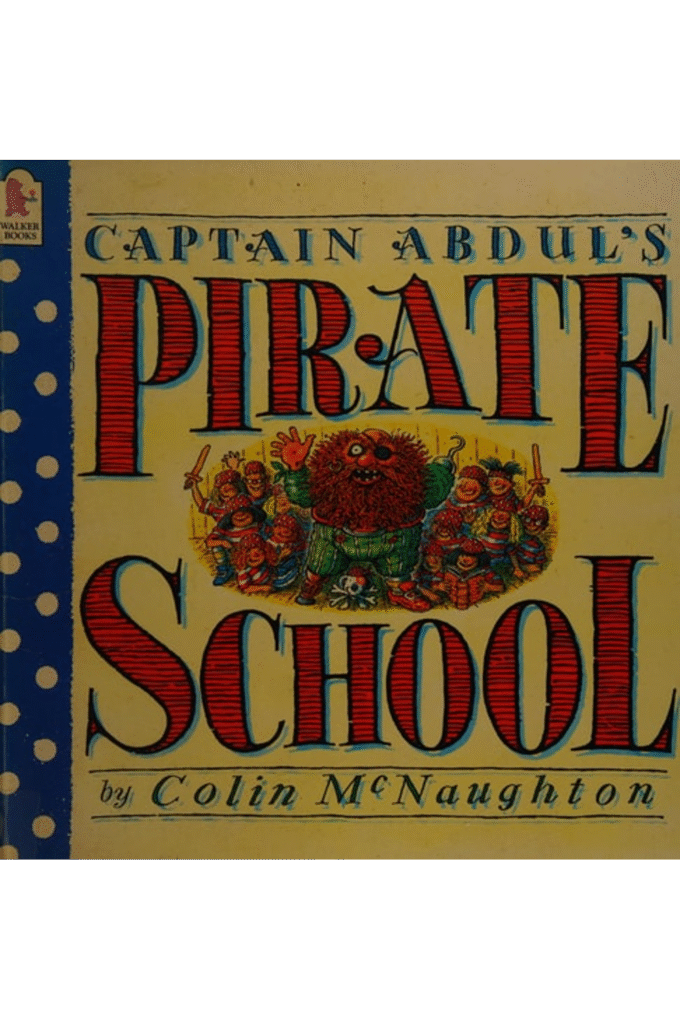 WALKER
BOOKS
CAPTAIN ABDUL'S
PIRATE
SCHOOL
by Colin McNaughton